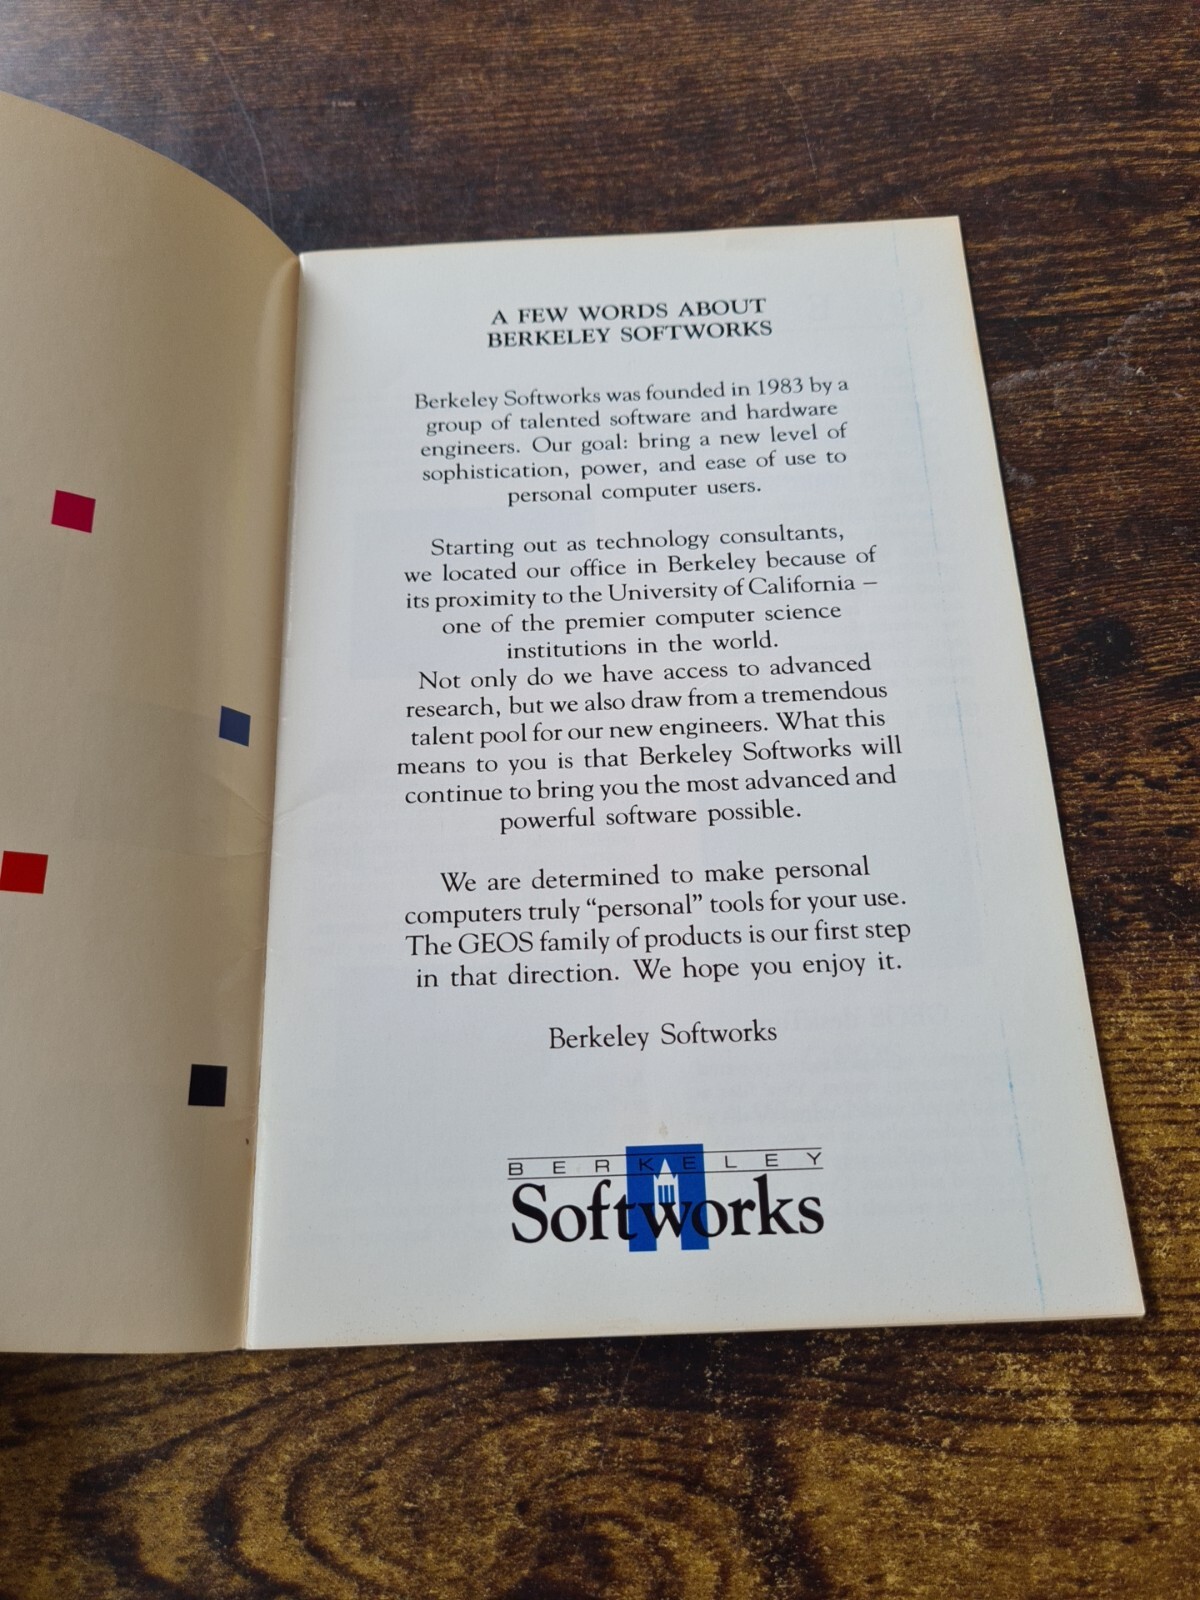 A FEW WORDS ABOUT
BERKELEY SOFTWORKS
Berkeley Softworks was founded in 1983 by a
group of talented software and hardware
engineers. Our goal: bring a new level of
sophistication, power, and ease of use to
personal computer users.
Starting out as technology consultants,
we located our office in Berkeley because of
its proximity to the University of California –
one of the premier computer science
institutions in the world.
Not only do we have access to advanced
research, but we also draw from a tremendous
talent pool for our new engineers. What this
means to you is that Berkeley Softworks will
continue to bring you the most advanced and
powerful software possible.
We are determined to make personal
computers truly “personal” tools for your use.
The GEOS family of products is our first step
in that direction. We hope you enjoy it.
Berkeley Softworks
BERKELEY
Softworks